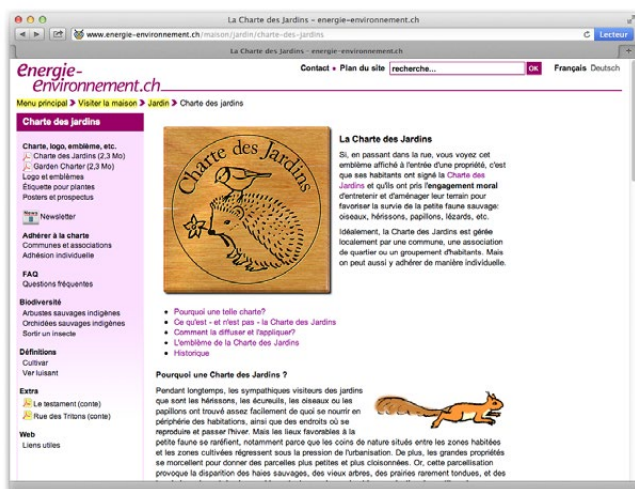 La Charte des Jardins – energie-environnement.ch
www.energie-environnement.ch/maison/jardin/charte-des-jardins
Lecteur
La Charte des Jardins – energie-environnement.ch
energie-
environnement.ch
Contact • Plan du site
recherche...
OK
Français Deutsch
Menu principal > Visiter la maison > Jardin > Charte des jardins
Charte des jardins
Charte, logo, emblème, etc.
Charte des Jardins (2,3 Mo)
Garden Charter (2,3 Mo)
Logo et emblèmes
Étiquette pour plantes
Posters et prospectus
Newsletter
Adhérer à la charte
Communes et associations
Adhésion individuelle
FAQ
Questions fréquentes
Biodiversité
Arbustes sauvages indigènes
Orchidées sauvages indigènes
Sortir un insecte
Définitions
Cultivar
Ver luisant
Extra
Le testament (conte)
Rue des Tritons (conte)
Web
Liens utiles
Charte des Jardins
La Charte des Jardins
Si, en passant dans la rue, vous voyez cet
emblème affiché à l'entrée d'une propriété, c'est
que ses habitants ont signé la Charte des
Jardins et qu'ils ont pris l'engagement moral
d'entretenir et d'aménager leur terrain pour
favoriser la survie de la petite faune sauvage:
oiseaux, hérissons, papillons, lézards, etc.
Idéalement, la Charte des Jardins est gérée
localement par une commune, une association
de quartier ou un groupement d'habitants. Mais
on peut aussi y adhérer de manière individuelle.
Pourquoi une telle charte?
Ce qu'est - et n'est pas - la Charte des Jardins
Comment la diffuser et l'appliquer?
L'emblème de la Charte des Jardins
Historique
Pourquoi une Charte des Jardins ?
Pendant longtemps, les sympathiques visiteurs des jardins
que sont les hérissons, les écureuils, les oiseaux ou les
papillons ont trouvé assez facilement de quoi se nourrir en
périphérie des habitations, ainsi que des endroits où se
reproduire et passer l'hiver. Mais les lieux favorables à la
petite faune se raréfient, notamment parce que les coins de nature situés entre les zones habitées
et les zones cultivées régressent sous la pression de l'urbanisation. De plus, les grandes propriétés
se morcellent pour donner des parcelles plus petites et plus cloisonnées. Or, cette parcellisation
provoque la disparition des haies sauvages, des vieux arbres, des prairies rarement tondues, et des